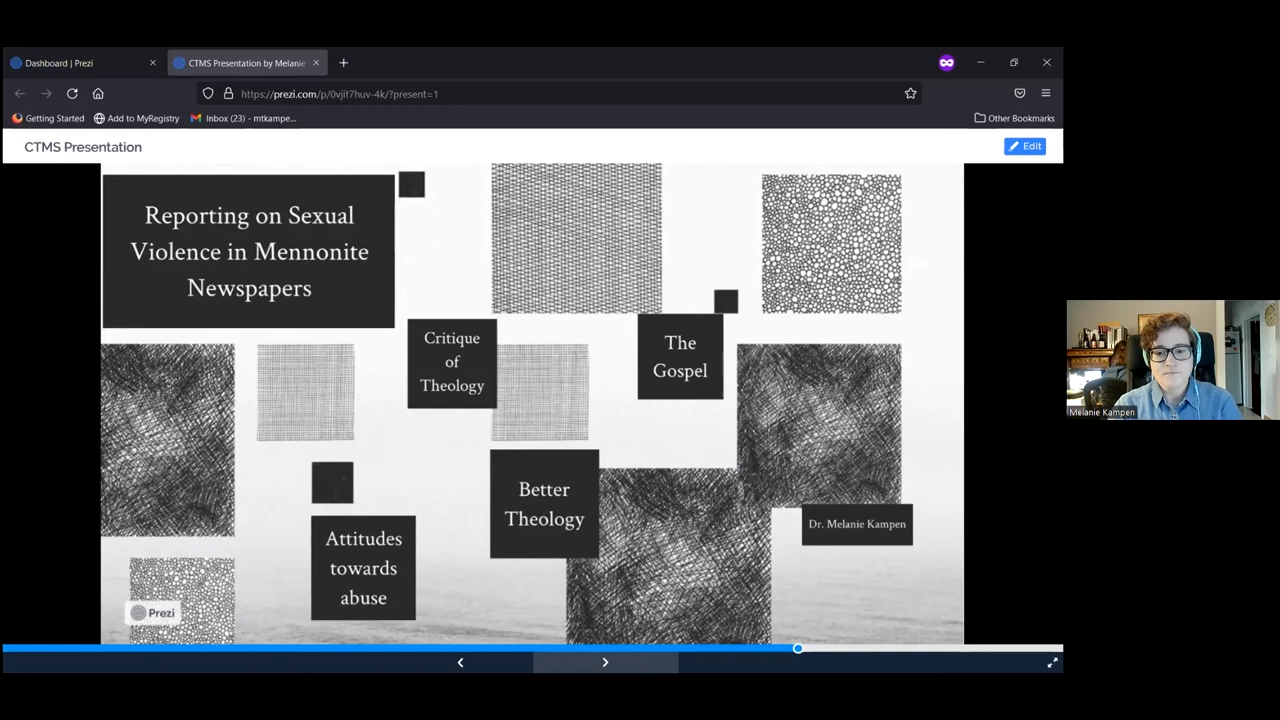 Dashboard | Prezi
CTMS Presentation by Melanie
https://prezi.com/p/0vjit7huv-4k/?present=1
Getting Started
Add to MyRegistry
Inbox (23) - mtkampe...
Other Bookmarks
CTMS Presentation
Edit
Reporting on Sexual
Violence in Mennonite
Newspapers
Critique
of
Theology
The
Gospel
Better
Theology
Dr. Melanie Kampen
Attitudes
towards
abuse
Prezi
Melanie Kampen